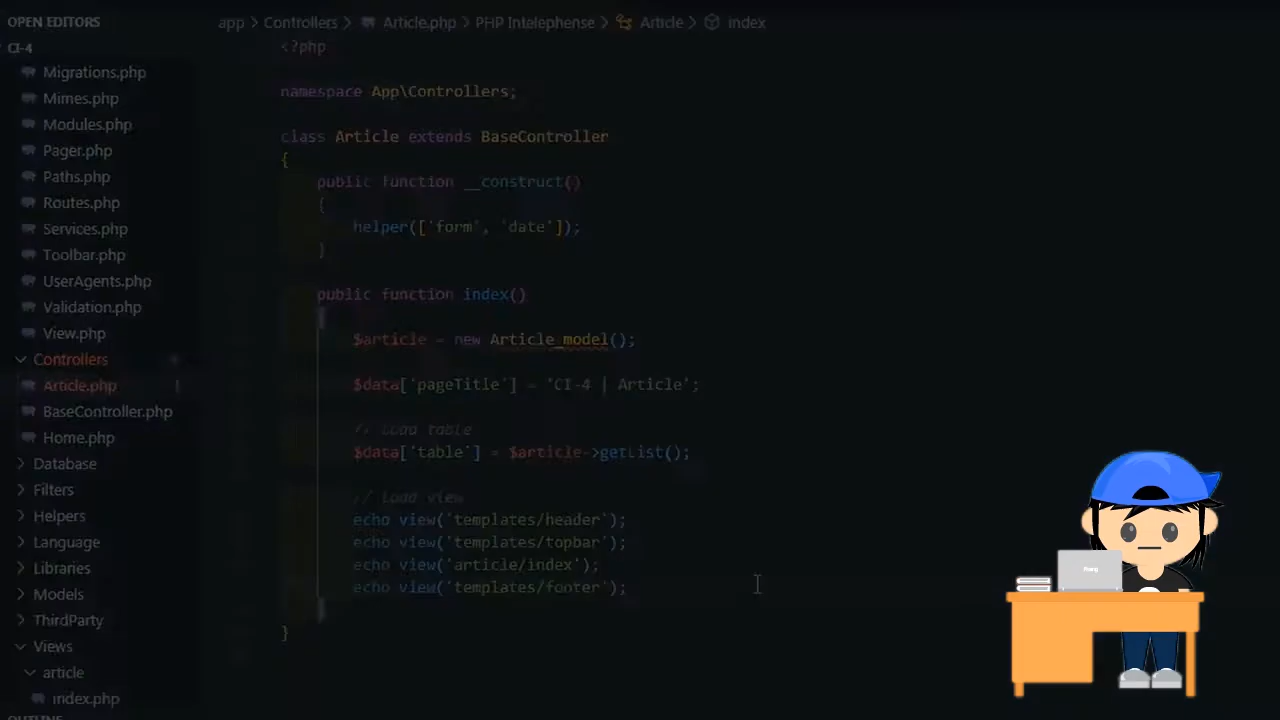 OPEN EDITORS
app > Controllers > Article.php > PHP Intelephense > Article > index
CI-4
Migrations.php
Mimes.php
Modules.php
Pager.php
Paths.php
Routes.php
Services.php
Toolbar.php
UserAgents.php
Validation.php
View.php
Controllers
Article.php 1
BaseController.php
Home.php
Database
Filters
Helpers
Language
Libraries
Models
ThirdParty
Views
article
index.php
OUTLINE
<?php
namespace App\Controllers;
class Article extends BaseController
{
public function __construct()
{
helper(['form', 'date']);
}
public function index()
{
$article = new Article_model();
$data['pageTitle'] = 'CI-4 | Article';
// Load table
$data['table'] = $article->getList();
// Load view
echo view('templates/header');
echo view('templates/topbar');
echo view('article/index');
echo view('templates/footer');
}
}